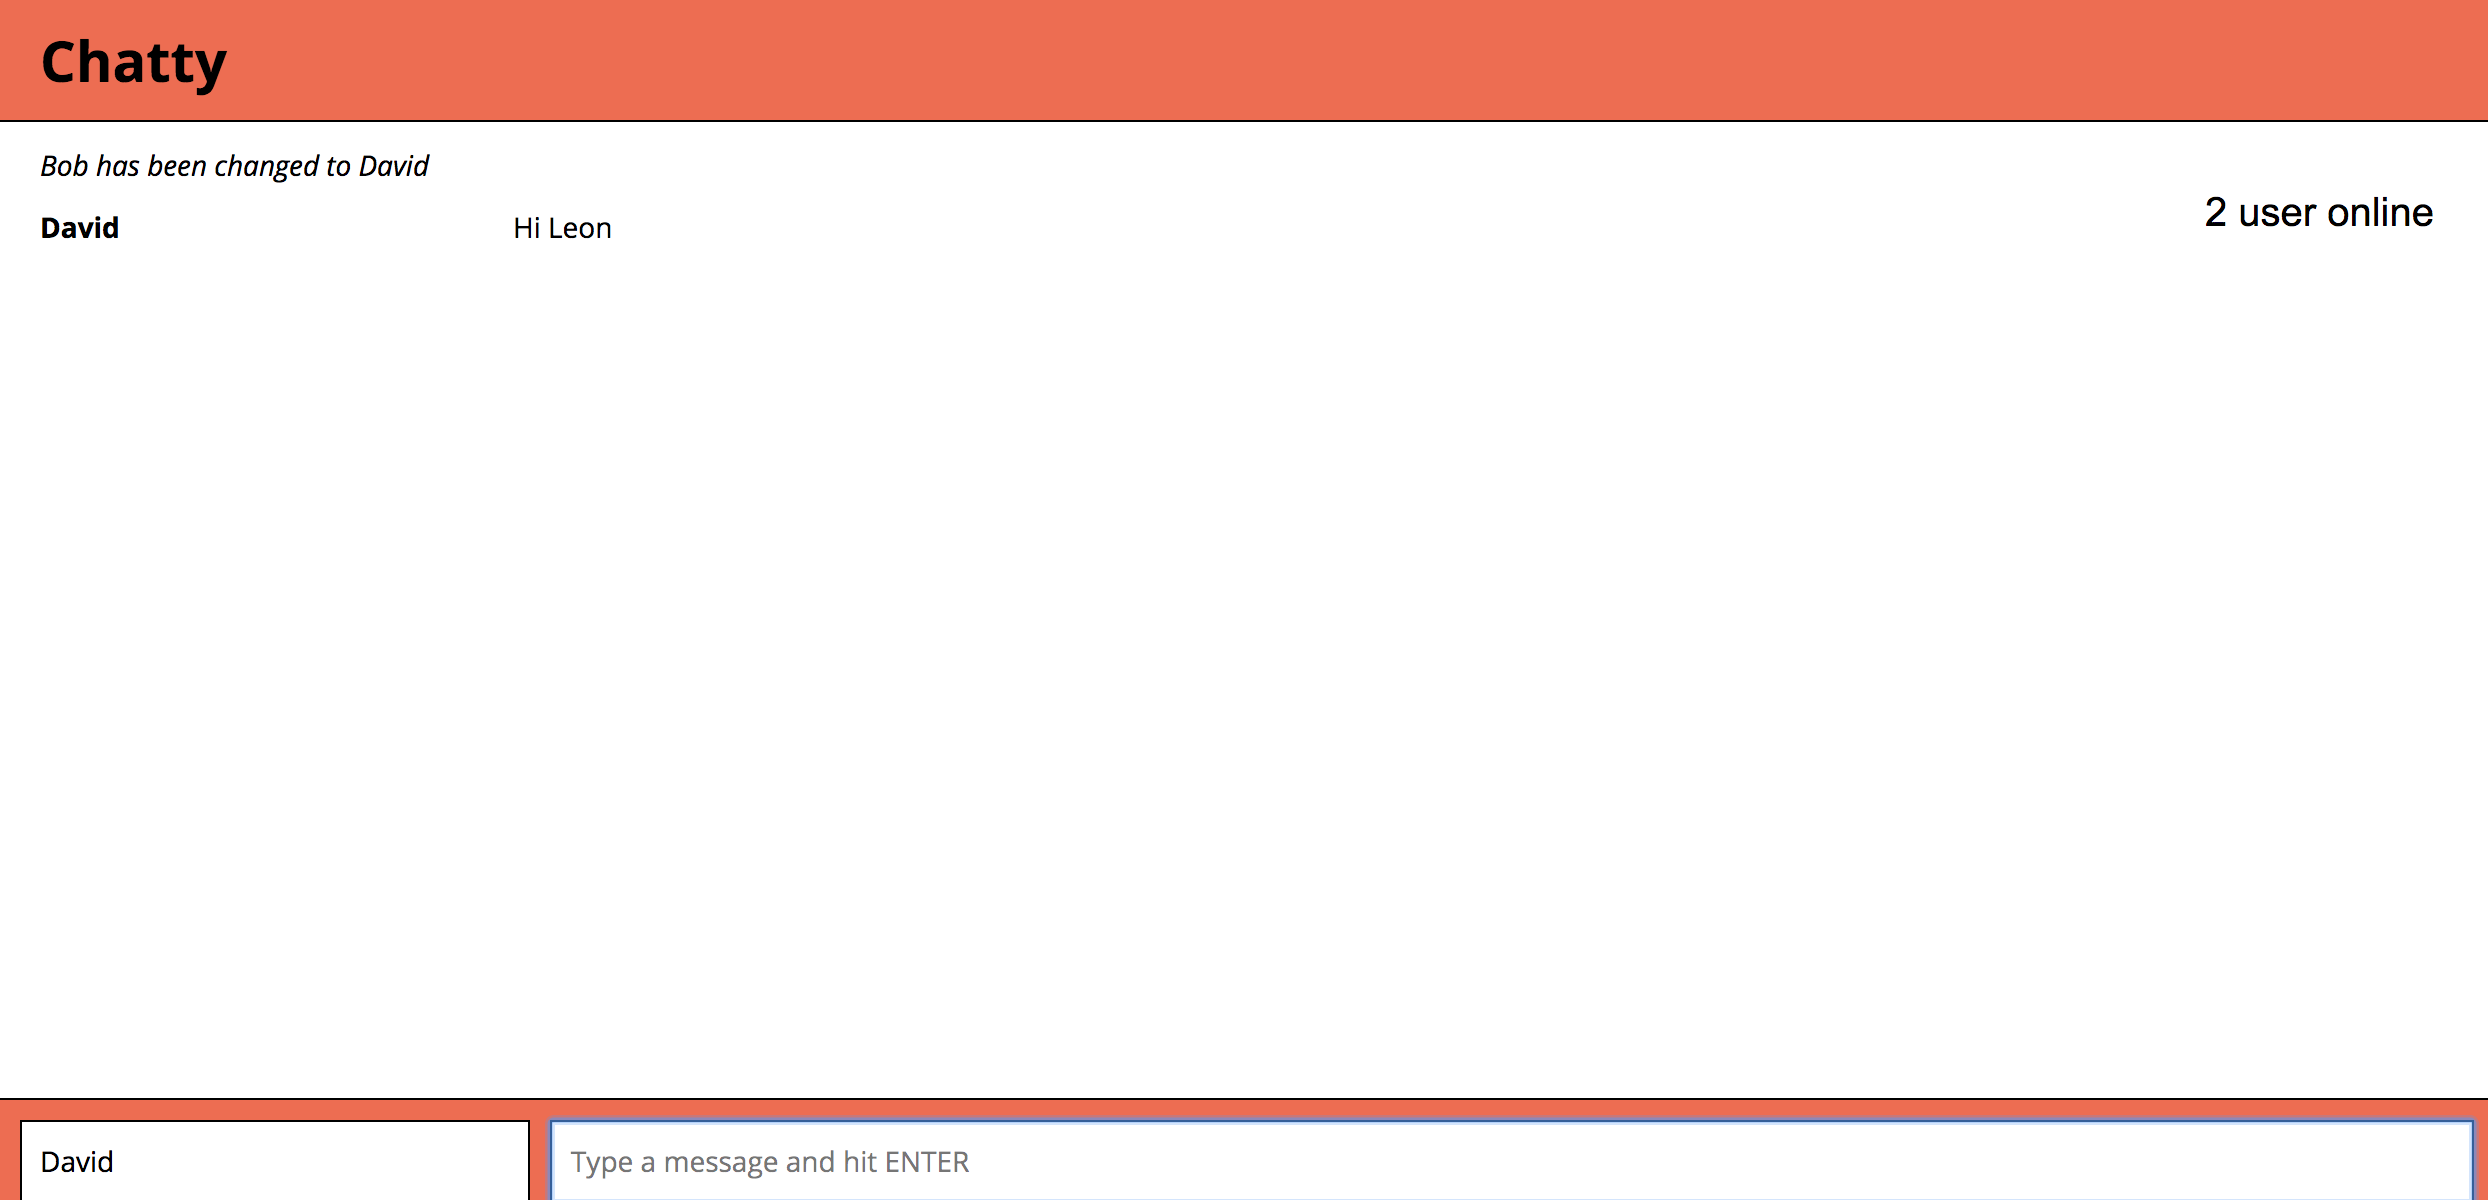 Chatty
Bob has been changed to David
David Hi Leon
2 user online
David
Type a message and hit ENTER